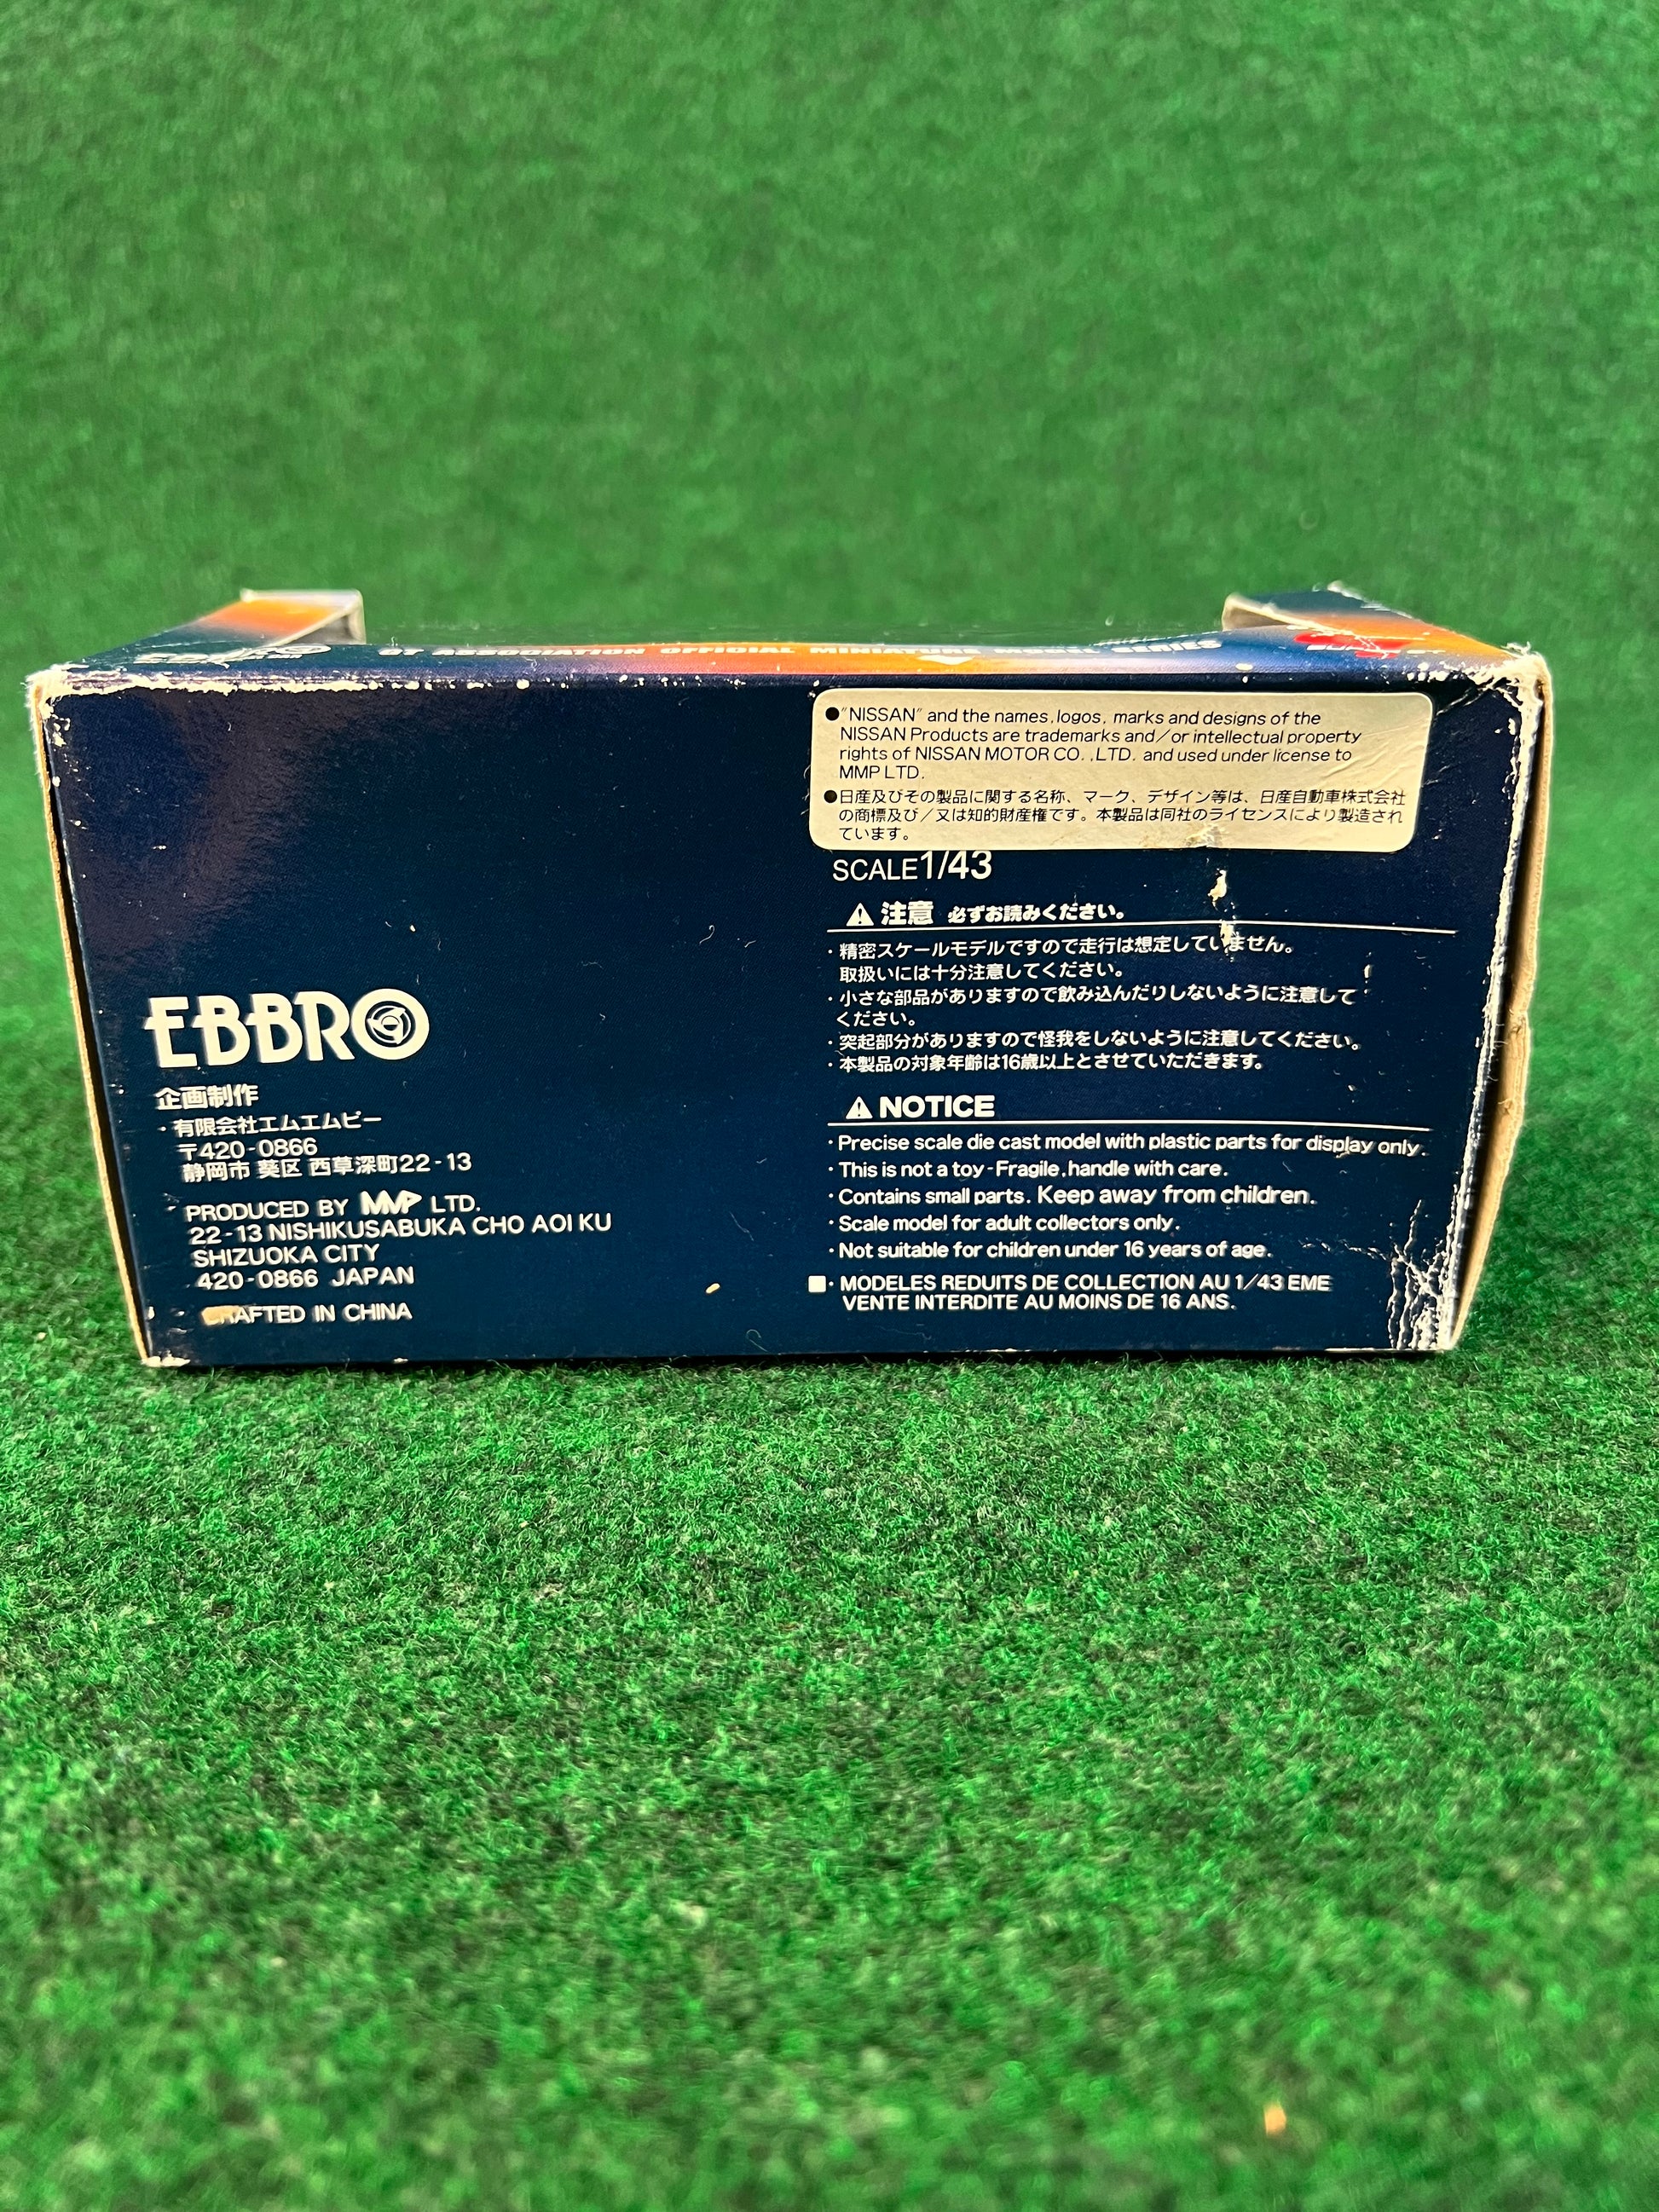 GT ASSOCIATION OFFICIAL MINIATURE MODEL SERIES
●"NISSAN" and the names, logos, marks and designs of the
NISSAN Products are trademarks and/or intellectual property
rights of NISSAN MOTOR CO., LTD. and used under license to
MMP LTD.
●日産及びその製品に関する名称、マーク、デザイン等は、日産自動車株式会社
の商標及び/又は知的財産権です。本製品は同社のライセンスにより製造され
ています。
SCALE1/43
⚠ 注意 必ずお読みください。
・精密スケールモデルですので走行は想定していません。
取扱いには十分注意してください。
・小さな部品がありますので飲み込んだりしないように注意して
ください。
・突起部分がありますので怪我をしないように注意してください。
・本製品の対象年齢は16歳以上とさせていただきます。
⚠ NOTICE
・Precise scale die cast model with plastic parts for display only.
・This is not a toy - Fragile, handle with care.
・Contains small parts. Keep away from children.
・Scale model for adult collectors only.
・Not suitable for children under 16 years of age.
■・MODELES REDUITS DE COLLECTION AU 1/43 EME
VENTE INTERDITE AU MOINS DE 16 ANS.
EBBRO
企画制作
・有限会社エムエムピー
〒420-0866
静岡市 葵区 西草深町22-13
PRODUCED BY MMP LTD.
22-13 NISHIKUSABUKA CHO AOI KU
SHIZUOKA CITY
420-0866 JAPAN
CRAFTED IN CHINA